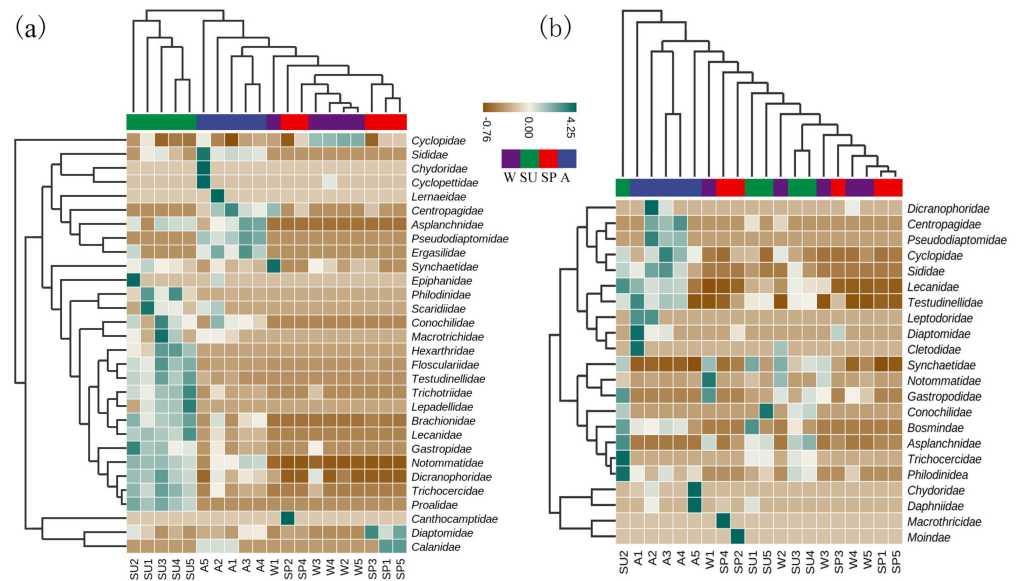 (a)
Cyclopidae
Sididae
Chydoridae
Cyclopettidae
Lernaeidae
Centropagidae
Asplanchnidae
Pseudodiaptomidae
Ergasilidae
Synchaetidae
Epiphanidae
Philodinidae
Scaridiidae
Conochilidae
Macrotrichidae
Hexarthridae
Flosculariidae
Testudinellidae
Trichotriidae
Lepadellidae
Brachionidae
Lecanidae
Gastropidae
Notommatidae
Dicranophoridae
Trichocercidae
Proalidae
Canthocamptidae
Diaptomidae
Calanidae
SU2 SU1 SU3 SU4 SU5 A5 A2 A1 A3 A4 W1 SP2 SP4 W3 W4 W2 W5 SP3 SP1 SP5
-0.76 0.00 4.25
W SU SP A
(b)
Dicranophoridae
Centropagidae
Pseudodiaptomidae
Cyclopidae
Sididae
Lecanidae
Testudinellidae
Leptodoridae
Diaptomidae
Cletodidae
Synchaetidae
Notommatidae
Gastropodidae
Conochilidae
Bosmindae
Asplanchnidae
Trichocercidae
Philodinidea
Chydoridae
Daphniidae
Macrothricidae
Moindae
SU2 A1 A2 A3 A4 A5 W1 SP4 SP2 SU1 SU5 W2 SU3 SU4 W3 SP3 W4 W5 SP1 SP5